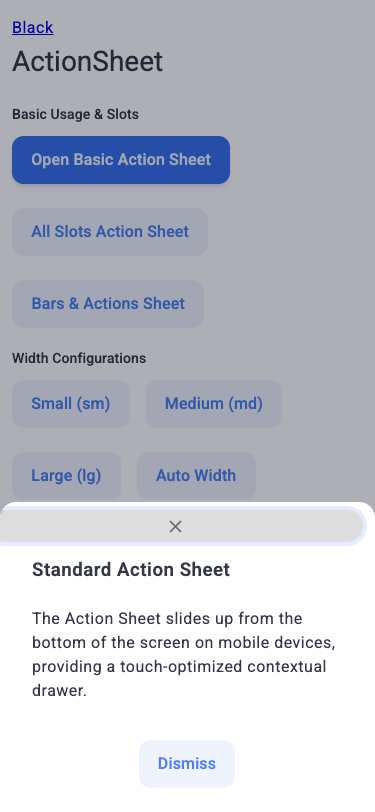 Black
ActionSheet
Basic Usage & Slots
Open Basic Action Sheet
All Slots Action Sheet
Bars & Actions Sheet
Width Configurations
Small (sm)
Medium (md)
Large (lg)
Auto Width
Standard Action Sheet
The Action Sheet slides up from the
bottom of the screen on mobile devices,
providing a touch-optimized contextual
drawer.
Dismiss